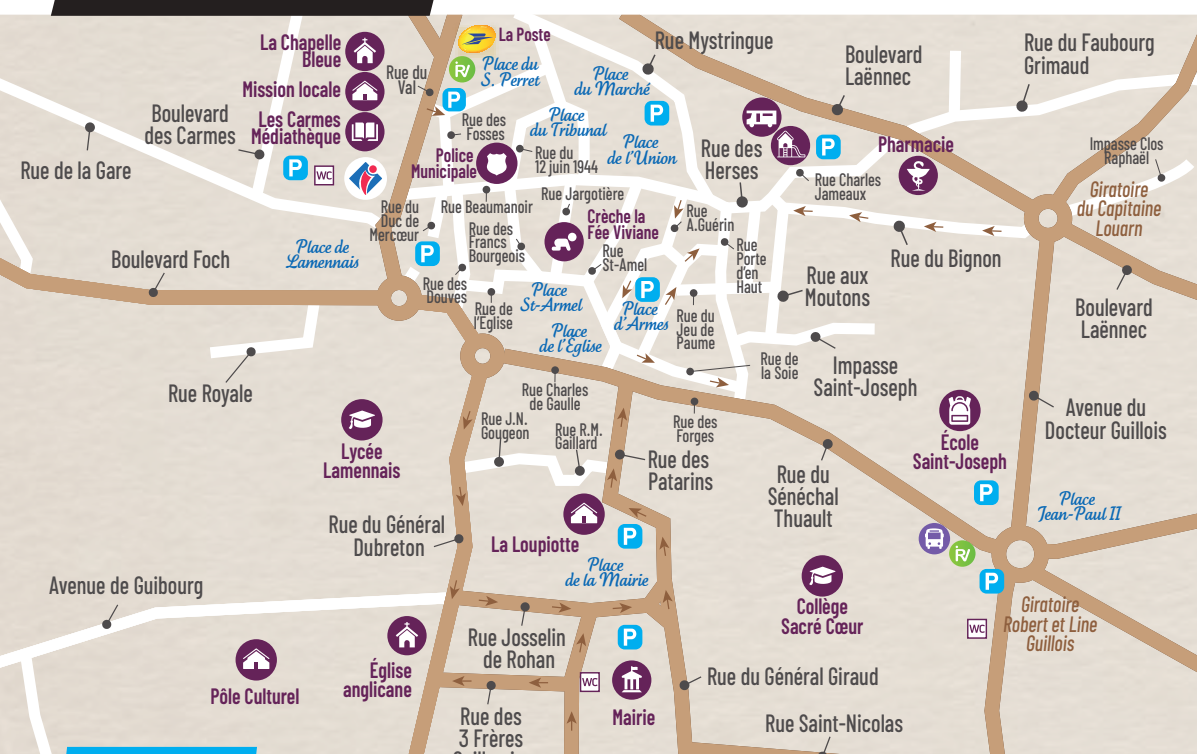 La Chapelle
Bleue
Mission locale
Les Carmes
Médiathèque
Boulevard
des Carmes
Rue de la Gare
P
WC
Rue du
Val
La Poste
iRV
Place du
S. Perret
P
Rue des
Fosses
Police
Municipale
Place
du Tribunal
Rue du
12 juin 1944
Place
du Marché
P
Place
de l'Union
Rue Mystringue
Boulevard
Laënnec
Rue du Faubourg
Grimaud
Rue des
Herses
P
Rue Charles
Jameaux
Pharmacie
Impasse Clos
Raphaël
Giratoire
du Capitaine
Louarn
Rue du Bignon
Boulevard
Laënnec
Boulevard Foch
Place de
Lamennais
Rue du
Duc de
Mercœur
P
Rue Beaumanoir
Rue des
Francs
Bourgeois
Rue Jargotière
Crèche la
Fée Viviane
Rue
St-Amel
Rue
A.Guérin
Rue
Porte
d'en
Haut
Rue aux
Moutons
Rue des
Douves
Rue de
l'Eglise
Place
St-Armel
Place
de l'Église
P
Place
d'Armes
Rue du
Jeu de
Paume
Rue de
la Soie
Impasse
Saint-Joseph
Rue Royale
Rue Charles
de Gaulle
Rue des
Forges
Lycée
Lamennais
Rue J.N.
Gougeon
Rue R.M.
Gaillard
Rue des
Patarins
Rue du
Sénéchal
Thuault
École
Saint-Joseph
P
Avenue du
Docteur Guillois
Place
Jean-Paul II
Rue du Général
Dubreton
La Loupiotte
P
Place
de la Mairie
iRV
P
Collège
Sacré Cœur
Giratoire
Robert et Line
Guillois
WC
Avenue de Guibourg
Pôle Culturel
Église
anglicane
Rue Josselin
de Rohan
P
WC
Mairie
Rue du Général Giraud
Rue des
3 Frères
Rue Saint-Nicolas